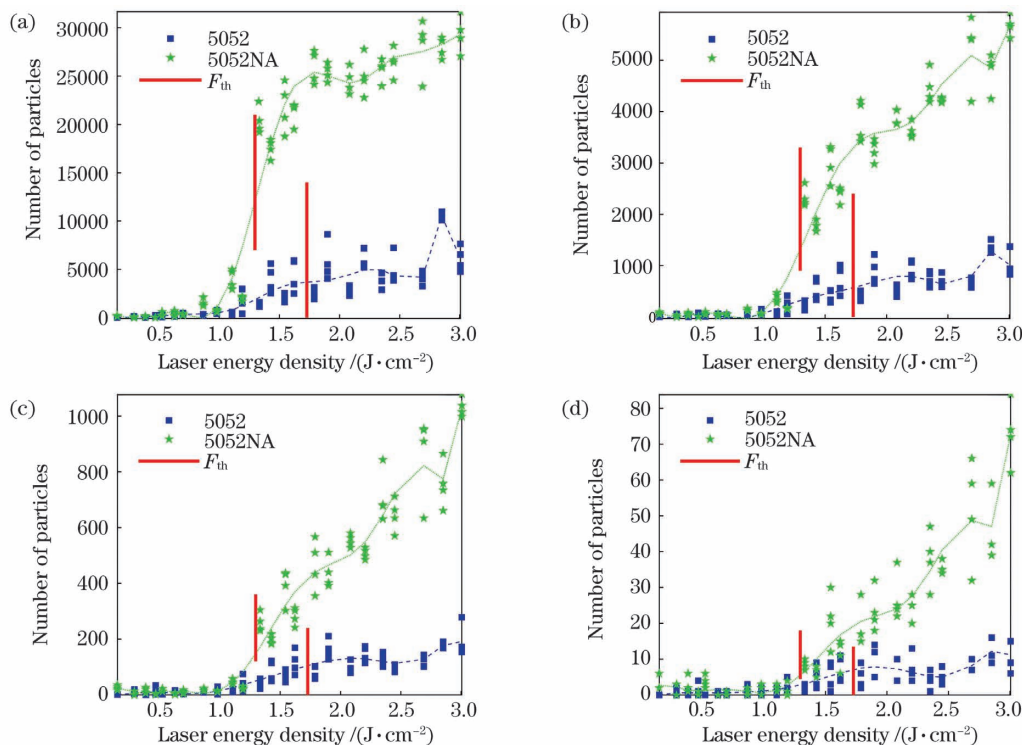 (a)
30000
25000
20000
15000
10000
5000
0
Number of particles
5052
5052NA
Fth
0.5 1.0 1.5 2.0 2.5 3.0
Laser energy density /(J·cm⁻²)
(b)
5000
4000
3000
2000
1000
0
Number of particles
5052
5052NA
Fth
0.5 1.0 1.5 2.0 2.5 3.0
Laser energy density /(J·cm⁻²)
(c)
1000
800
600
400
200
0
Number of particles
5052
5052NA
Fth
0.5 1.0 1.5 2.0 2.5 3.0
Laser energy density /(J·cm⁻²)
(d)
80
70
60
50
40
30
20
10
0
Number of particles
5052
5052NA
Fth
0.5 1.0 1.5 2.0 2.5 3.0
Laser energy density /(J·cm⁻²)